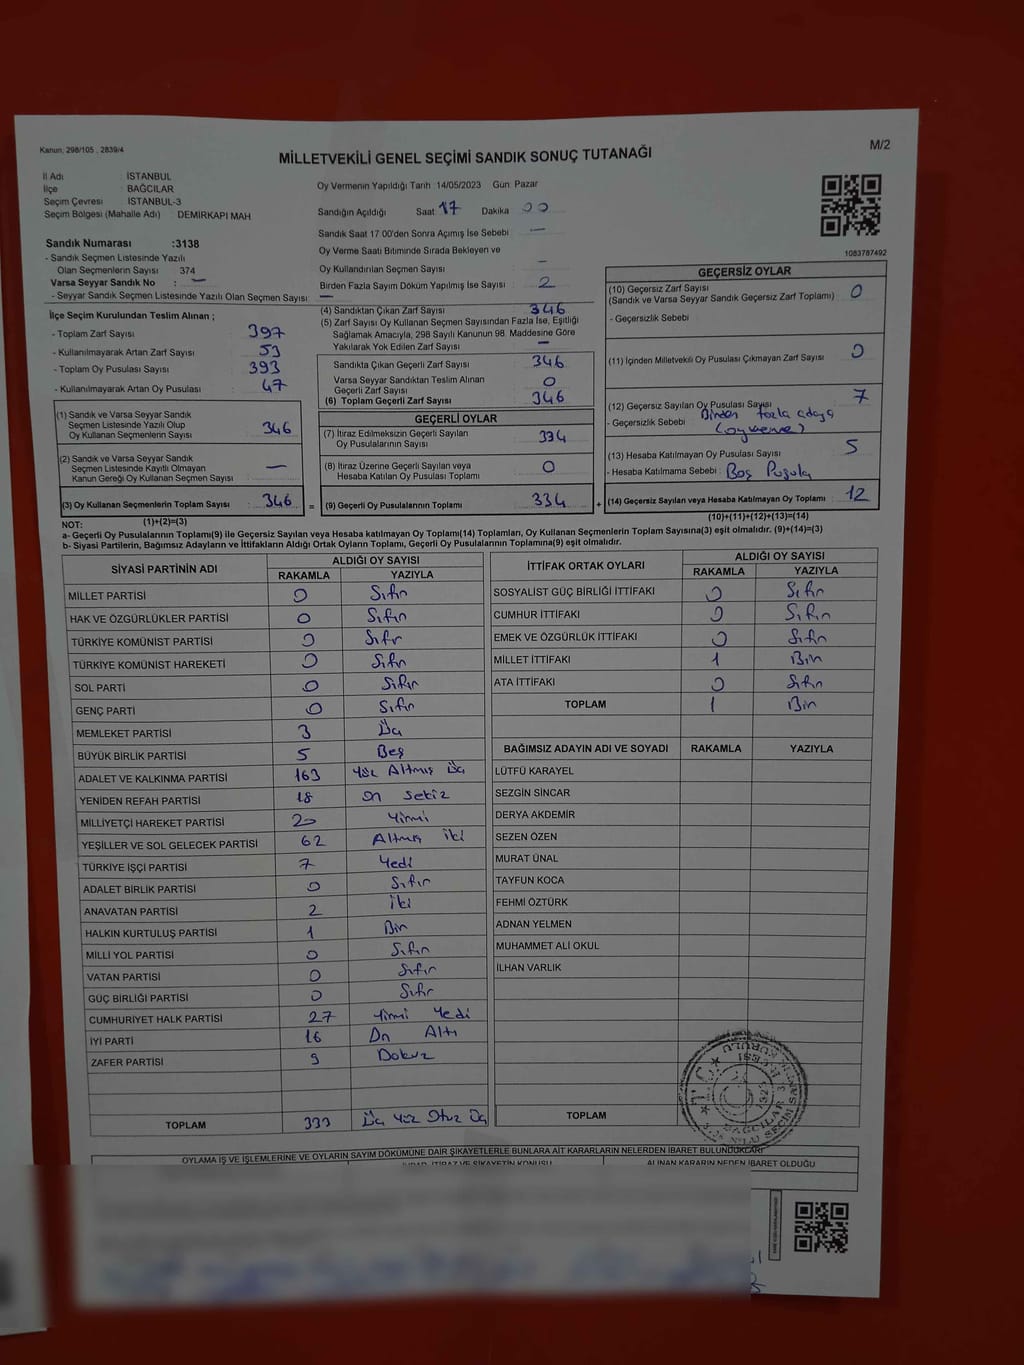 Kanun; 298/105 , 2839/4
M/2
MİLLETVEKİLİ GENEL SEÇİMİ SANDIK SONUÇ TUTANAĞI
İl Adı : İSTANBUL
İlçe : BAĞCILAR
Seçim Çevresi : İSTANBUL-3
Seçim Bölgesi (Mahalle Adı) : DEMİRKAPI MAH
Sandık Numarası :3138
- Sandık Seçmen Listesinde Yazılı
Olan Seçmenlerin Sayısı 374
Varsa Seyyar Sandık No : —
- Seyyar Sandık Seçmen Listesinde Yazılı Olan Seçmen Sayısı : —
Oy Vermenin Yapıldığı Tarih 14/05/2023 Gün: Pazar
Sandığın Açıldığı Saat 17 Dakika 00
Sandık Saat 17 00'den Sonra Açımış İse Sebebi : —
Oy Verme Saati Bitiminde Sırada Bekleyen ve
Oy Kullandırılan Seçmen Sayısı : —
Birden Fazla Sayım Döküm Yapılmış İse Sayısı : 2
1083787492
İlçe Seçim Kurulundan Teslim Alınan ;
- Toplam Zarf Sayısı : 397
- Kullanılmayarak Artan Zarf Sayısı : 51
- Toplam Oy Pusulası Sayısı : 393
- Kullanılmayarak Artan Oy Pusulası : 47
(1) Sandık ve Varsa Seyyar Sandık
Seçmen Listesinde Yazılı Olup
Oy Kullanan Seçmenlerin Sayısı : 346
(2) Sandık ve Varsa Seyyar Sandık
Seçmen Listesinde Kayıtlı Olmayan
Kanun Gereği Oy Kullanan Seçmen Sayısı : —
(3) Oy Kullanan Seçmenlerin Toplam Sayısı : 346 =
(1)+(2)=(3)
(4) Sandıktan Çıkan Zarf Sayısı : 346
(5) Zarf Sayısı Oy Kullanan Seçmen Sayısından Fazla İse, Eşitliği
Sağlamak Amacıyla, 298 Sayılı Kanunun 98. Maddesine Göre
Yakılarak Yok Edilen Zarf Sayısı : —
Sandıkta Çıkan Geçerli Zarf Sayısı : 346
Varsa Seyyar Sandıktan Teslim Alınan
Geçerli Zarf Sayısı : 0
(6) Toplam Geçerli Zarf Sayısı : 346
GEÇERLİ OYLAR
(7) İtiraz Edilmeksizin Geçerli Sayılan
Oy Pusulalarının Sayısı : 334
(8) İtiraz Üzerine Geçerli Sayılan veya
Hesaba Katılan Oy Pusulası Toplamı : 0
(9) Geçerli Oy Pusulalarının Toplamı : 334 +
GEÇERSİZ OYLAR
(10) Geçersiz Zarf Sayısı
(Sandık ve Varsa Seyyar Sandık Geçersiz Zarf Toplamı) : 0
- Geçersizlik Sebebi :
(11) İçinden Milletvekili Oy Pusulası Çıkmayan Zarf Sayısı : 0
(12) Geçersiz Sayılan Oy Pusulası Sayısı : 7
- Geçersizlik Sebebi : Birden fazla adaya
(oyverme)
(13) Hesaba Katılmayan Oy Pusulası Sayısı : 5
- Hesaba Katılmama Sebebi : Boş Pusula
(14) Geçersiz Sayılan veya Hesaba Katılmayan Oy Toplamı : 12
(10)+(11)+(12)+(13)=(14)
NOT:
a- Geçerli Oy Pusulalarının Toplamı(9) ile Geçersiz Sayılan veya Hesaba katılmayan Oy Toplamı(14) Toplamları, Oy Kullanan Seçmenlerin Toplam Sayısına(3) eşit olmalıdır. (9)+(14)=(3)
b- Siyasi Partilerin, Bağımsız Adayların ve İttifakların Aldığı Ortak Oyların Toplamı, Geçerli Oy Pusulalarının Toplamına(9) eşit olmalıdır.
SİYASİ PARTİNİN ADI ALDIĞI OY SAYISI
RAKAMLA YAZIYLA
MİLLET PARTİSİ 0 Sıfır
HAK VE ÖZGÜRLÜKLER PARTİSİ 0 Sıfır
TÜRKİYE KOMÜNİST PARTİSİ 0 Sıfır
TÜRKİYE KOMÜNİST HAREKETİ 0 Sıfır
SOL PARTİ 0 Sıfır
GENÇ PARTİ 0 Sıfır
MEMLEKET PARTİSİ 3 Üç
BÜYÜK BİRLİK PARTİSİ 5 Beş
ADALET VE KALKINMA PARTİSİ 163 Yüz Altmış Üç
YENİDEN REFAH PARTİSİ 18 On Sekiz
MİLLİYETÇİ HAREKET PARTİSİ 20 Yirmi
YEŞİLLER VE SOL GELECEK PARTİSİ 62 Altmış iki
TÜRKİYE İŞÇİ PARTİSİ 7 Yedi
ADALET BİRLİK PARTİSİ 0 Sıfır
ANAVATAN PARTİSİ 2 İki
HALKIN KURTULUŞ PARTİSİ 1 Bir
MİLLİ YOL PARTİSİ 0 Sıfır
VATAN PARTİSİ 0 Sıfır
GÜÇ BİRLİĞİ PARTİSİ 0 Sıfır
CUMHURİYET HALK PARTİSİ 27 Yirmi Yedi
İYİ PARTİ 16 On Altı
ZAFER PARTİSİ 9 Dokuz
TOPLAM 333 Üç Yüz Otuz Üç
İTTİFAK ORTAK OYLARI ALDIĞI OY SAYISI
RAKAMLA YAZIYLA
SOSYALİST GÜÇ BİRLİĞİ İTTİFAKI 0 Sıfır
CUMHUR İTTİFAKI 0 Sıfır
EMEK VE ÖZGÜRLÜK İTTİFAKI 0 Sıfır
MİLLET İTTİFAKI 1 Bir
ATA İTTİFAKI 0 Sıfır
TOPLAM 1 Bir
BAĞIMSIZ ADAYIN ADI VE SOYADI RAKAMLA YAZIYLA
LÜTFÜ KARAYEL
SEZGİN SİNCAR
DERYA AKDEMİR
SEZEN ÖZEN
MURAT ÜNAL
TAYFUN KOCA
FEHMİ ÖZTÜRK
ADNAN YELMEN
MUHAMMET ALİ OKUL
İLHAN VARLIK
TOPLAM
OYLAMA İŞ VE İŞLEMLERİNE VE OYLARIN SAYIM DÖKÜMÜNE DAİR ŞİKAYETLERLE BUNLARA AİT KARARLARIN NELERDEN İBARET BULUNDUKLARI
İTİRAZ VE ŞİKAYETİN KONUSU ALINAN KARARIN NEDEN İBARET OLDUĞU